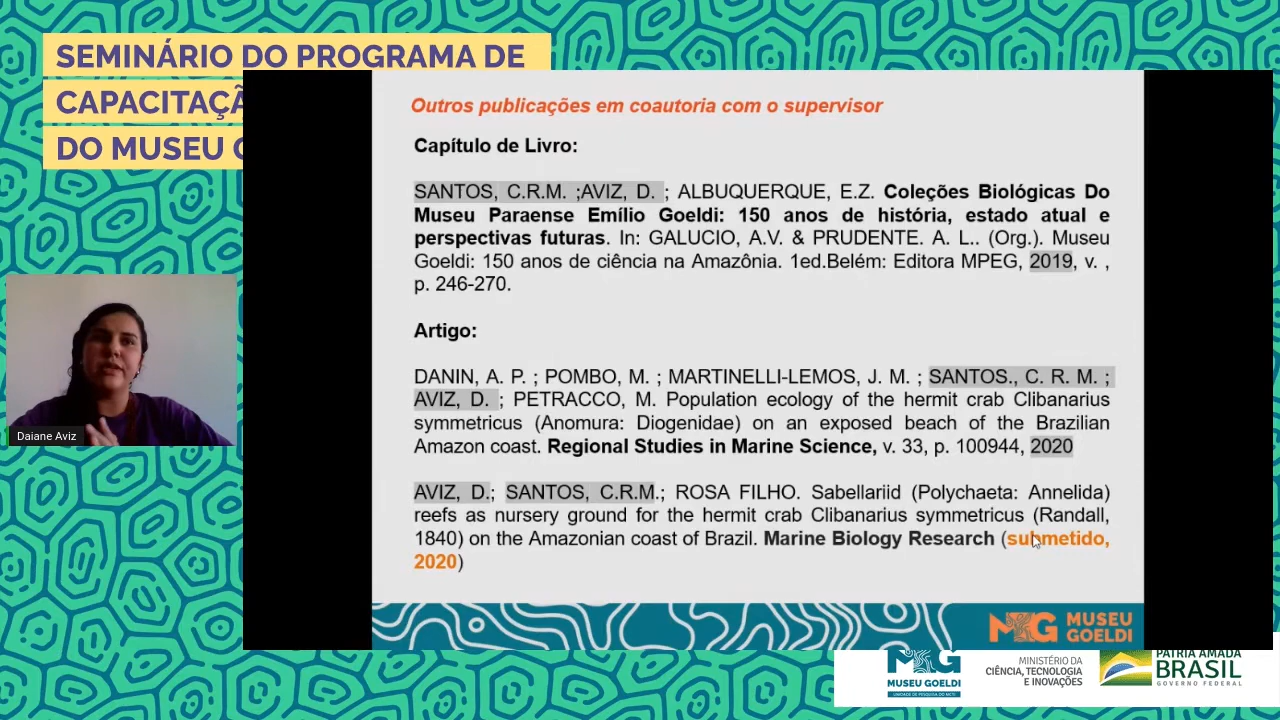 SEMINÁRIO DO PROGRAMA DE
CAPACITAÇÃ
DO MUSEU
Outros publicações em coautoria com o supervisor
Capítulo de Livro:
SANTOS, C.R.M. ;AVIZ, D. ; ALBUQUERQUE, E.Z. Coleções Biológicas Do
Museu Paraense Emílio Goeldi: 150 anos de história, estado atual e
perspectivas futuras. In: GALUCIO, A.V. & PRUDENTE. A. L.. (Org.). Museu
Goeldi: 150 anos de ciência na Amazônia. 1ed.Belém: Editora MPEG, 2019, v. ,
p. 246-270.
Artigo:
DANIN, A. P. ; POMBO, M. ; MARTINELLI-LEMOS, J. M. ; SANTOS., C. R. M. ;
AVIZ, D. ; PETRACCO, M. Population ecology of the hermit crab Clibanarius
symmetricus (Anomura: Diogenidae) on an exposed beach of the Brazilian
Amazon coast. Regional Studies in Marine Science, v. 33, p. 100944, 2020
AVIZ, D.; SANTOS, C.R.M.; ROSA FILHO. Sabellariid (Polychaeta: Annelida)
reefs as nursery ground for the hermit crab Clibanarius symmetricus (Randall,
1840) on the Amazonian coast of Brazil. Marine Biology Research (submetido,
2020)
Daiane Aviz
MG MUSEU
GOELDI
MG
MUSEU GOELDI
UNIDADE DE PESQUISA DO MCTI
MINISTÉRIO DA
CIÊNCIA, TECNOLOGIA
E INOVAÇÕES
PÁTRIA AMADA
BRASIL
GOVERNO FEDERAL